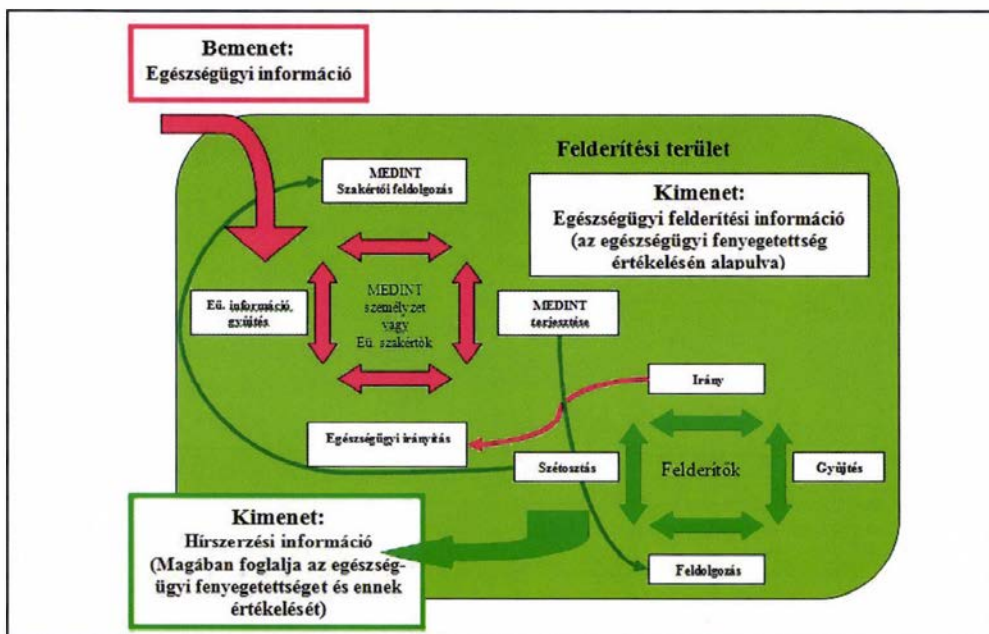 Bemenet:
Egészségügyi információ
Felderítési terület
MEDINT
Szakértői feldolgozás
Kimenet:
Egészségügyi felderítési információ
(az egészségügyi fenyegetettség
értékelésén alapulva)
Eü. információ
gyűjtés
MEDINT
személyzet
vagy
Eü. szakértők
MEDINT
terjesztése
Irány
Egészségügyi irányítás
Szétosztás
Felderítők
Gyűjtés
Kimenet:
Hírszerzési információ
(Magában foglalja az egészség-
ügyi fenyegetettséget és ennek
értékelését)
Feldolgozás